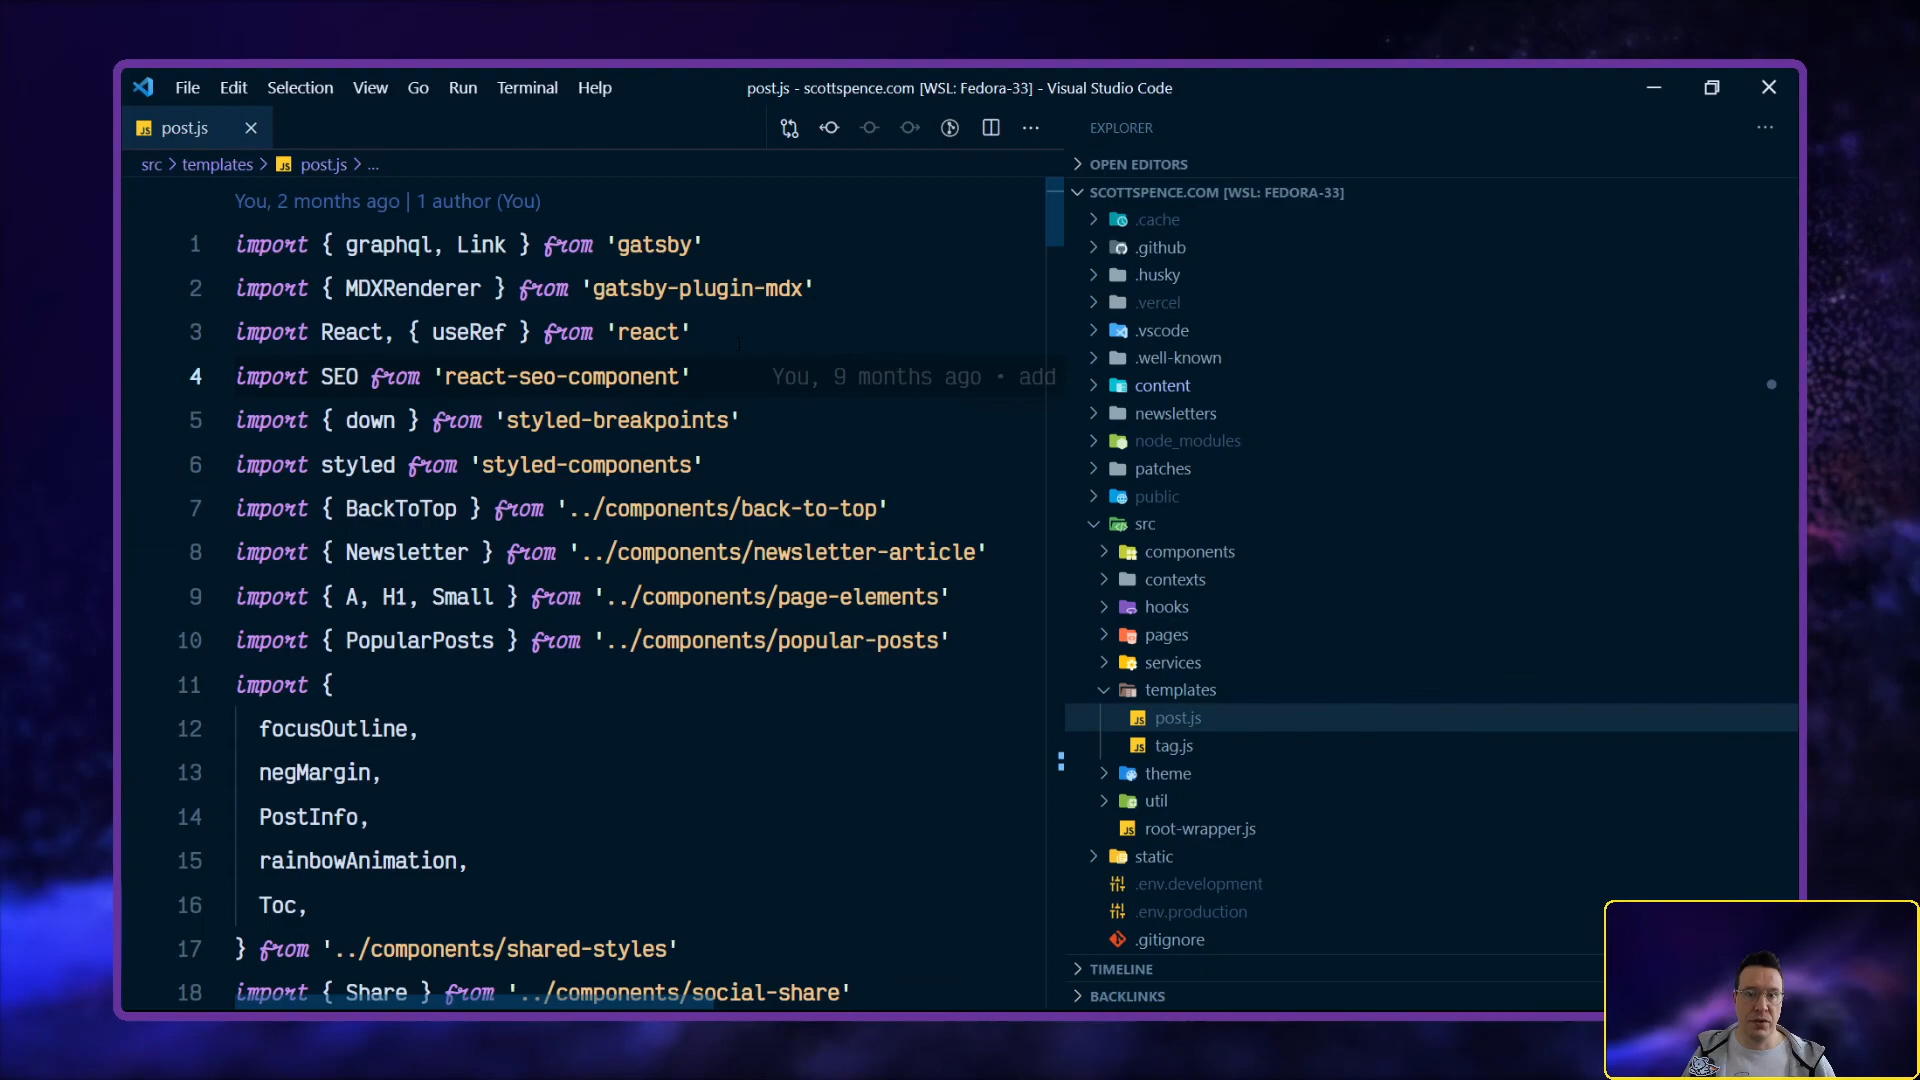 File Edit Selection View Go Run Terminal Help
post.js - scottspence.com [WSL: Fedora-33] - Visual Studio Code
JS post.js
src > templates > JS post.js > ...
You, 2 months ago | 1 author (You)
1 import { graphql, Link } from 'gatsby'
2 import { MDXRenderer } from 'gatsby-plugin-mdx'
3 import React, { useRef } from 'react'
4 import SEO from 'react-seo-component' You, 9 months ago • add
5 import { down } from 'styled-breakpoints'
6 import styled from 'styled-components'
7 import { BackToTop } from '../components/back-to-top'
8 import { Newsletter } from '../components/newsletter-article'
9 import { A, H1, Small } from '../components/page-elements'
10 import { PopularPosts } from '../components/popular-posts'
11 import {
12 focusOutline,
13 negMargin,
14 PostInfo,
15 rainbowAnimation,
16 Toc,
17 } from '../components/shared-styles'
18 import { Share } from '../components/social-share'
EXPLORER
OPEN EDITORS
SCOTTSPENCE.COM [WSL: FEDORA-33]
.cache
.github
.husky
.vercel
.vscode
.well-known
content
newsletters
node_modules
patches
public
src
components
contexts
hooks
pages
services
templates
JS post.js
JS tag.js
theme
util
JS root-wrapper.js
static
.env.development
.env.production
.gitignore
TIMELINE
BACKLINKS